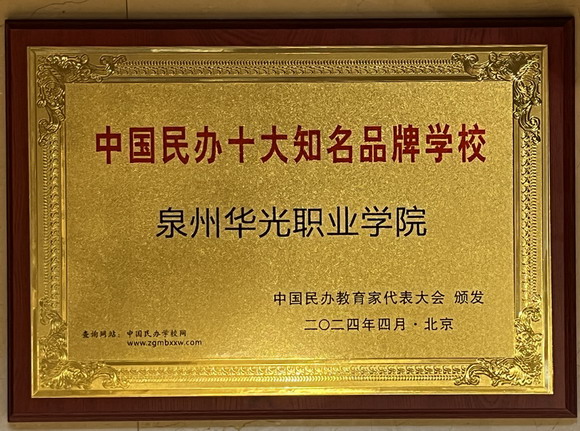 中国民办十大知名品牌学校
泉州华光职业学院
中国民办教育家代表大会 颁发
二〇二四年四月·北京
查询网站：中国民办学校网
www.zgmbxxw.com